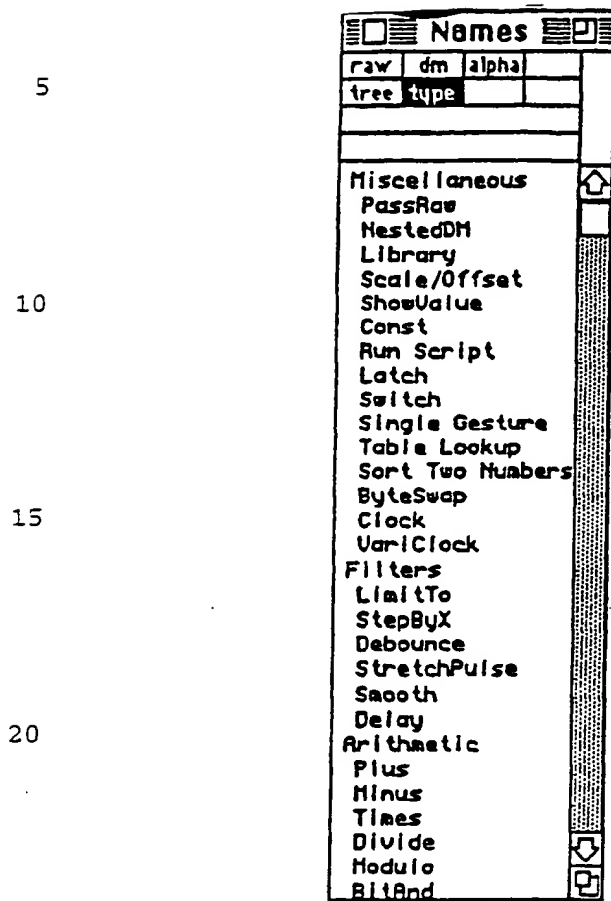 Names
raw dm alpha
5
tree type
Miscellaneous
PassRaw
NestedDM
Library
Scale/Offset
10
ShowValue
Const
Run Script
Latch
Switch
Single Gesture
Table Lookup
Sort Two Numbers
ByteSwap
15
Clock
VariClock
Filters
LimitTo
StepByX
Debounce
StretchPulse
Smooth
Delay
20
Arithmetic
Plus
Minus
Times
Divide
Modulo
BitAnd